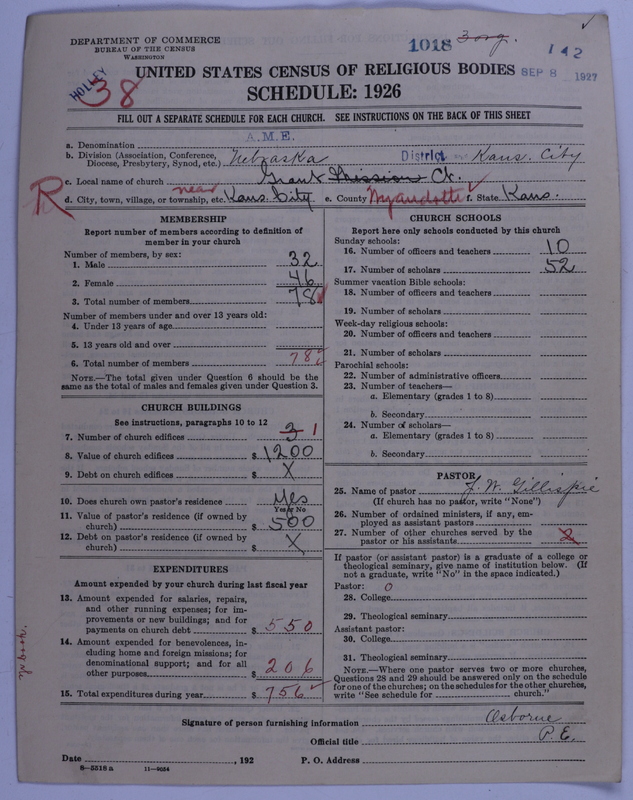 DEPARTMENT OF COMMERCE
BUREAU OF THE CENSUS
WASHINGTON
1018
142
SEP 8 1927
HOLLEY
38
UNITED STATES CENSUS OF RELIGIOUS BODIES
SCHEDULE: 1926
FILL OUT A SEPARATE SCHEDULE FOR EACH CHURCH. SEE INSTRUCTIONS ON THE BACK OF THIS SHEET
a. Denomination A.M.E.
b. Division (Association, Conference, Diocese, Presbytery, Synod, etc.) Nebraska District Kans. City
c. Local name of church Grant Mission Ch.
R
d. City, town, village, or township, etc. near Kans. City e. County Wyandotte f. State Kans.
MEMBERSHIP
Report number of members according to definition of
member in your church
Number of members, by sex:
1. Male 32
2. Female 46
3. Total number of members 78
Number of members under and over 13 years old:
4. Under 13 years of age
5. 13 years old and over
6. Total number of members 78
NOTE.—The total given under Question 6 should be
same as the total of males and females given under Question 3.
CHURCH BUILDINGS
See instructions, paragraphs 10 to 12
7. Number of church edifices 3 1
8. Value of church edifices $ 1200
9. Debt on church edifices $ X
10. Does church own pastor's residence? Yes
Yes or No
11. Value of pastor's residence (if owned by
church) $ 500
12. Debt on pastor's residence (if owned by
church) $ X
EXPENDITURES
Amount expended by your church during last fiscal year
13. Amount expended for salaries, repairs,
and other running expenses; for im-
provements or new buildings; and for
payments on church debt $ 550
14. Amount expended for benevolences, in-
cluding home and foreign missions; for
denominational support; and for all
other purposes $ 206
15. Total expenditures during year $ 756
CHURCH SCHOOLS
Report here only schools conducted by this church
Sunday schools:
16. Number of officers and teachers 10
17. Number of scholars 52
Summer vacation Bible schools:
18. Number of officers and teachers
19. Number of scholars
Week-day religious schools:
20. Number of officers and teachers
21. Number of scholars
Parochial schools:
22. Number of administrative officers
23. Number of teachers—
a. Elementary (grades 1 to 8)
b. Secondary
24. Number of scholars—
a. Elementary (grades 1 to 8)
b. Secondary
PASTOR
25. Name of pastor J. W. Gillispie
(If church has no pastor, write "None")
26. Number of ordained ministers, if any, em-
ployed as assistant pastors
27. Number of other churches served by the
pastor or his assistants
If pastor (or assistant pastor) is a graduate of a college or
theological seminary, give name of institution below. (If
not a graduate, write "No" in the space indicated.)
Pastor: 0
28. College
29. Theological seminary
Assistant pastor:
30. College
31. Theological seminary
NOTE.—Where one pastor serves two or more churches,
Questions 28 and 29 should be answered only on the schedule
for one of the churches; on the schedules for the other churches,
write "See schedule for church."
Signature of person furnishing information Osborne
Official title P.E.
Date , 192 P. O. Address
8—5518 a 11—9034